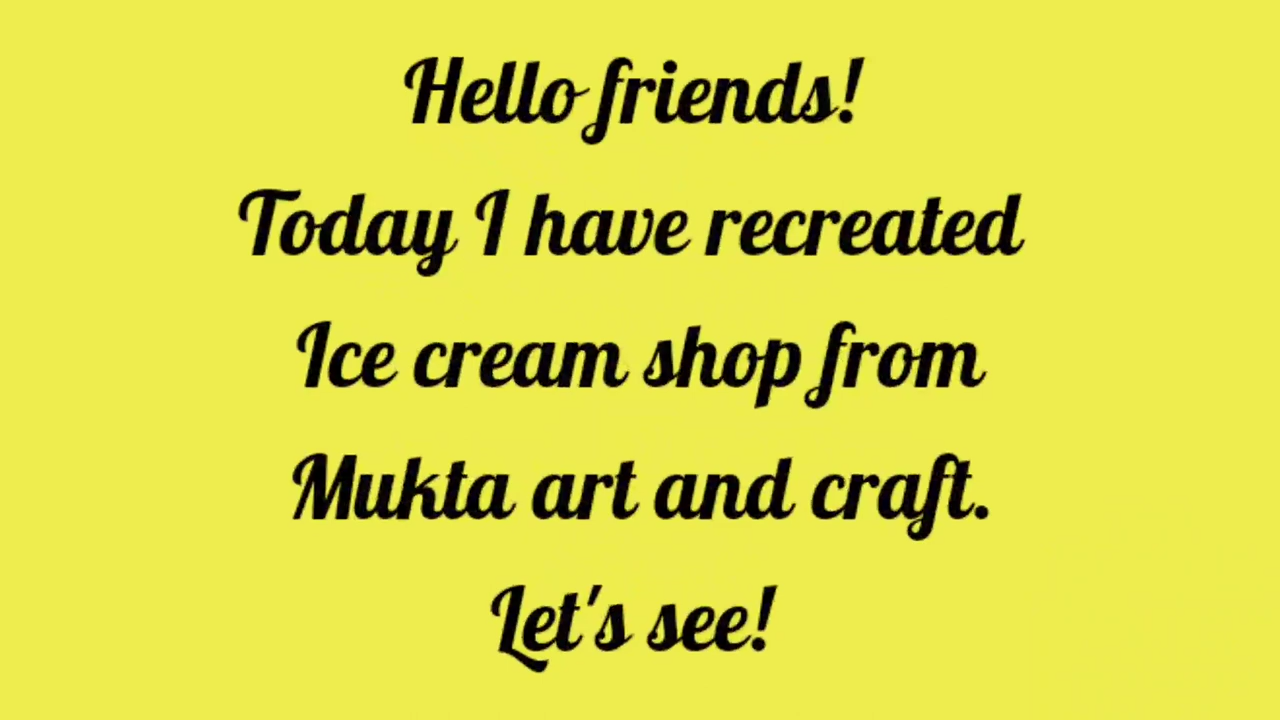 Hello friends!
Today I have recreated
Ice cream shop from
Mukta art and craft.
Let's see!